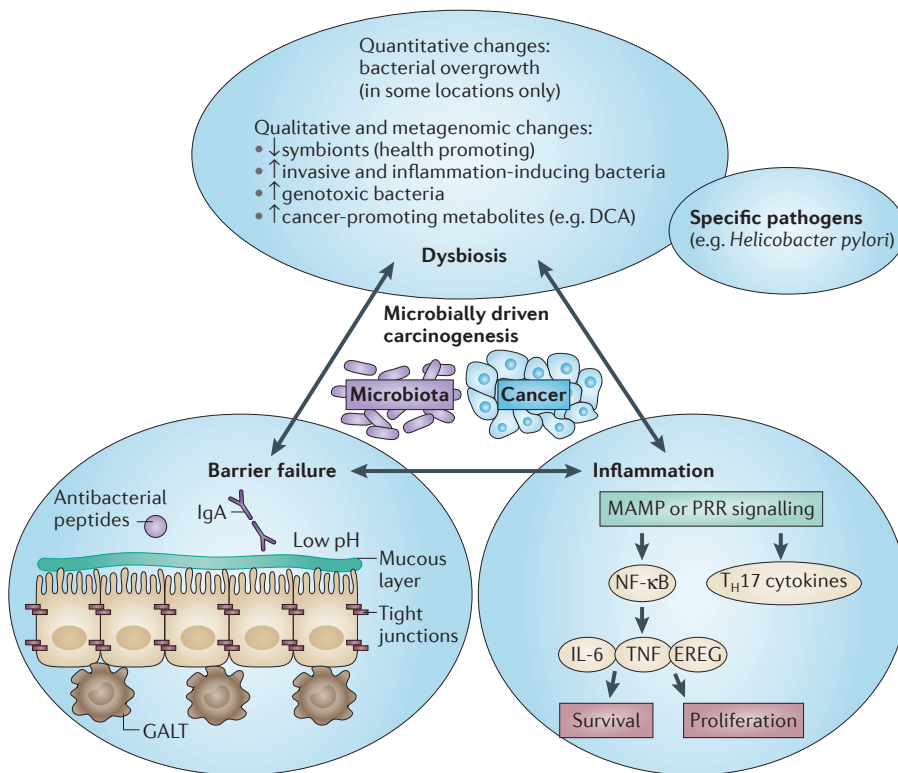 Quantitative changes:
bacterial overgrowth
(in some locations only)
Qualitative and metagenomic changes:
• ↓symbionts (health promoting)
• ↑invasive and inflammation-inducing bacteria
• ↑genotoxic bacteria
• ↑cancer-promoting metabolites (e.g. DCA)
Dysbiosis
Specific pathogens
(e.g. Helicobacter pylori)
Microbially driven
carcinogenesis
Microbiota
Cancer
Barrier failure
Antibacterial
peptides
IgA
Low pH
Mucous
layer
Tight
junctions
GALT
Inflammation
MAMP or PRR signalling
NF-κB
TH17 cytokines
IL-6
TNF
EREG
Survival
Proliferation